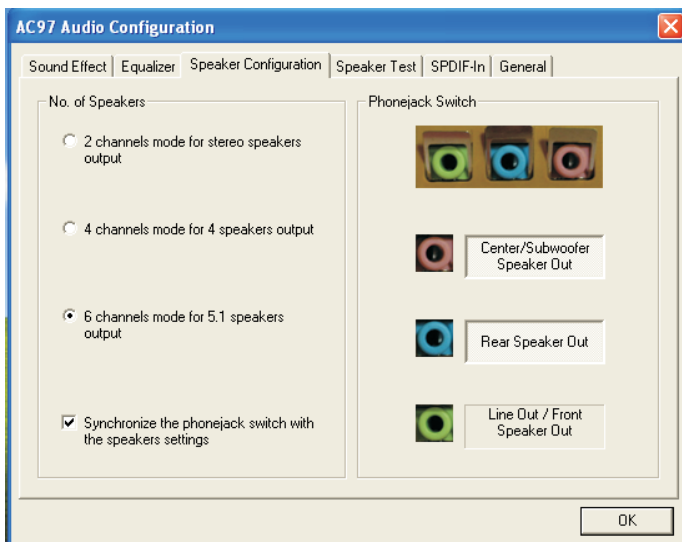 AC97 Audio Configuration
Sound Effect
Equalizer
Speaker Configuration
Speaker Test
SPDIF-In
General
No. of Speakers
2 channels mode for stereo speakers
output
4 channels mode for 4 speakers output
6 channels mode for 5.1 speakers
output
Synchronize the phonejack switch with
the speakers settings
Phonejack Switch
Center/Subwoofer
Speaker Out
Rear Speaker Out
Line Out / Front
Speaker Out
OK